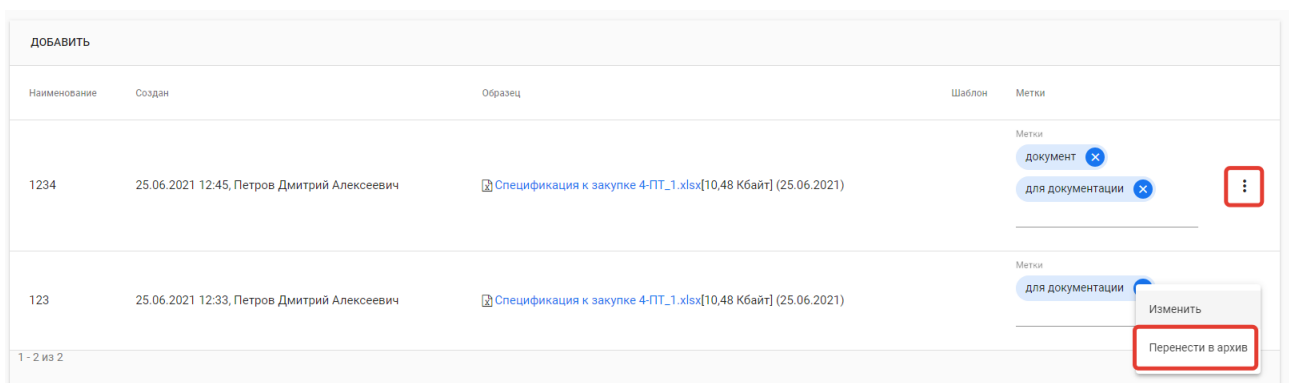 ДОБАВИТЬ
Наименование Создан Образец Шаблон Метки
Метки
документ
1234 25.06.2021 12:45, Петров Дмитрий Алексеевич Спецификация к закупке 4-ПТ_1.xlsx[10,48 Кбайт] (25.06.2021)
для документации
Метки
для документации
123 25.06.2021 12:33, Петров Дмитрий Алексеевич Спецификация к закупке 4-ПТ_1.xlsx[10,48 Кбайт] (25.06.2021)
Изменить
Перенести в архив
1 - 2 из 2